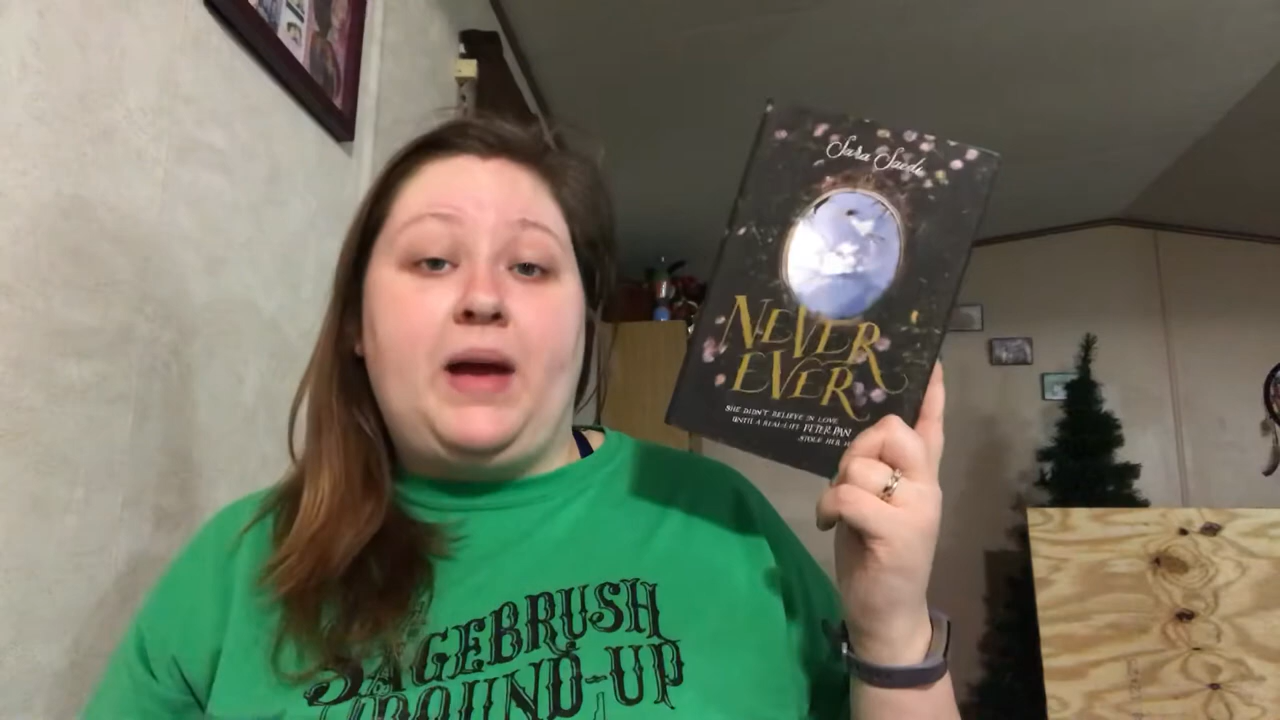 Sara Saedi
NEVER
EVER
SHE DIDN'T BELIEVE IN LOVE
UNTIL A REAL-LIFE PETER PAN
STOLE HER
SAGEBRUSH
ROUND-UP